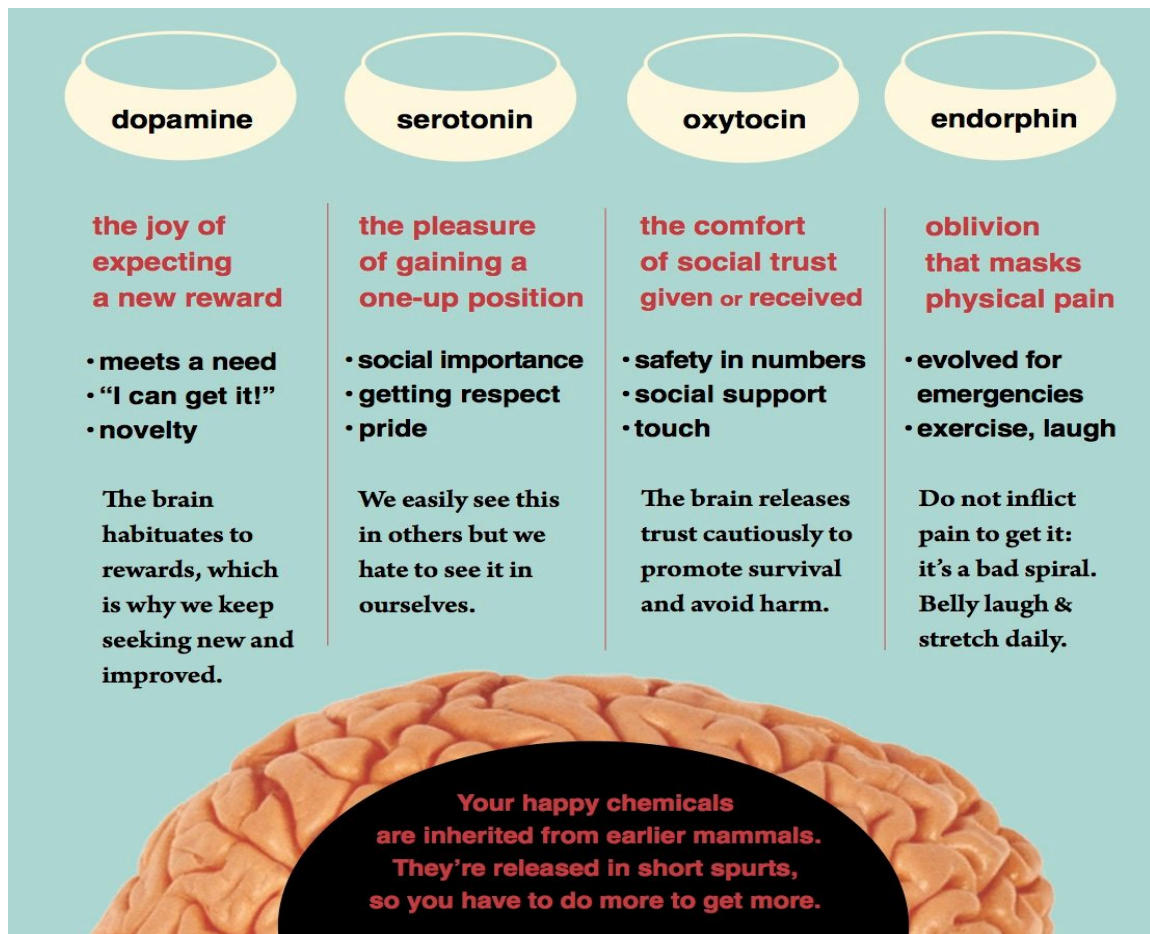 dopamine
the joy of
expecting
a new reward
• meets a need
• “I can get it!”
• novelty
The brain
habituates to
rewards, which
is why we keep
seeking new and
improved.
serotonin
the pleasure
of gaining a
one-up position
• social importance
• getting respect
• pride
We easily see this
in others but we
hate to see it in
ourselves.
oxytocin
the comfort
of social trust
given or received
• safety in numbers
• social support
• touch
The brain releases
trust cautiously to
promote survival
and avoid harm.
endorphin
oblivion
that masks
physical pain
• evolved for
emergencies
• exercise, laugh
Do not inflict
pain to get it:
it’s a bad spiral.
Belly laugh &
stretch daily.
Your happy chemicals
are inherited from earlier mammals.
They’re released in short spurts,
so you have to do more to get more.